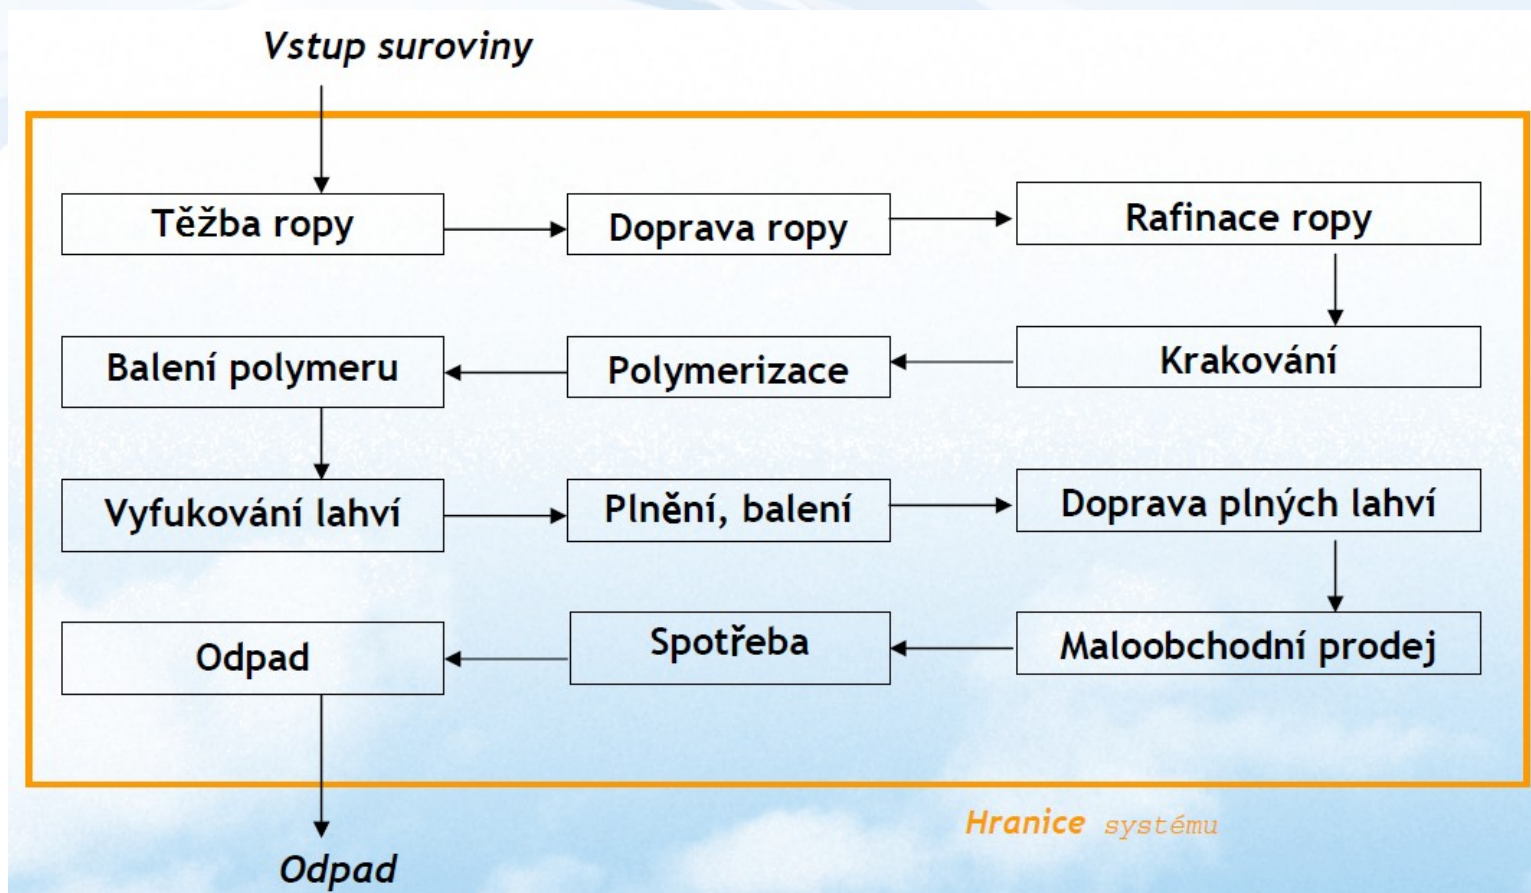 Vstup suroviny
Těžba ropy
Doprava ropy
Rafinace ropy
Balení polymeru
Polymerizace
Krakování
Vyfukování lahví
Plnění, balení
Doprava plných lahví
Odpad
Spotřeba
Maloobchodní prodej
Hranice systému
Odpad